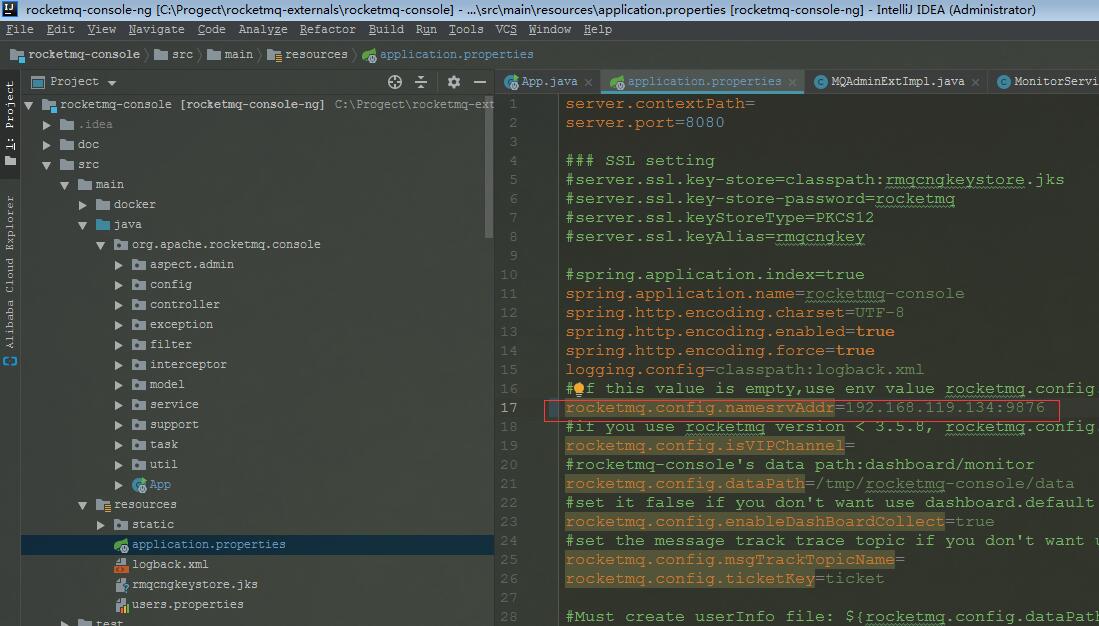 rocketmq-console-ng [C:\Progect\rocketmq-externals\rocketmq-console] - ...\src\main\resources\application.properties [rocketmq-console-ng] - IntelliJ IDEA (Administrator)
File Edit View Navigate Code Analyze Refactor Build Run Tools VCS Window Help
rocketmq-console src main resources application.properties
1: Project
Alibaba Cloud Explorer
Project
rocketmq-console [rocketmq-console-ng] C:\Progect\rocketmq-ext
.idea
doc
src
main
docker
java
org.apache.rocketmq.console
aspect.admin
config
controller
exception
filter
interceptor
model
service
support
task
util
App
resources
static
application.properties
logback.xml
rmqcngkeystore.jks
users.properties
test
App.java application.properties MQAdminExtImpl.java MonitorServi
1 server.contextPath=
2 server.port=8080
3
4 ### SSL setting
5 #server.ssl.key-store=classpath:rmqcngkeystore.jks
6 #server.ssl.key-store-password=rocketmq
7 #server.ssl.keyStoreType=PKCS12
8 #server.ssl.keyAlias=rmqcngkey
9
10 #spring.application.index=true
11 spring.application.name=rocketmq-console
12 spring.http.encoding.charset=UTF-8
13 spring.http.encoding.enabled=true
14 spring.http.encoding.force=true
15 logging.config=classpath:logback.xml
16 #if this value is empty,use env value rocketmq.config
17 rocketmq.config.namesrvAddr=192.168.119.134:9876
18 #if you use rocketmq version < 3.5.8, rocketmq.config.
19 rocketmq.config.isVIPChannel=
20 #rocketmq-console's data path:dashboard/monitor
21 rocketmq.config.dataPath=/tmp/rocketmq-console/data
22 #set it false if you don't want use dashboard.default
23 rocketmq.config.enableDashBoardCollect=true
24 #set the message track trace topic if you don't want u
25 rocketmq.config.msgTrackTopicName=
26 rocketmq.config.ticketKey=ticket
27
28 #Must create userInfo file: ${rocketmq.config.dataPath